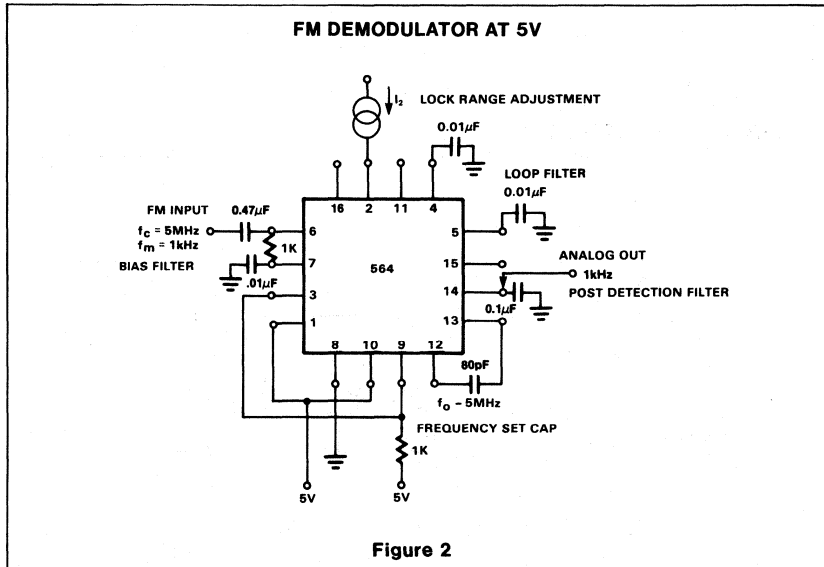 FM DEMODULATOR AT 5V
I2 LOCK RANGE ADJUSTMENT
0.01µF
LOOP FILTER
0.01µF
16 2 11 4
FM INPUT 0.47µF
fc = 5MHz
fm = 1kHz
BIAS FILTER
1K
.01µF
6
7
3
1
564
5
15
14
13
ANALOG OUT
1kHz
POST DETECTION FILTER
0.1µF
8 10 9 12
80pF
fo – 5MHz
FREQUENCY SET CAP
1K
5V 5V
Figure 2